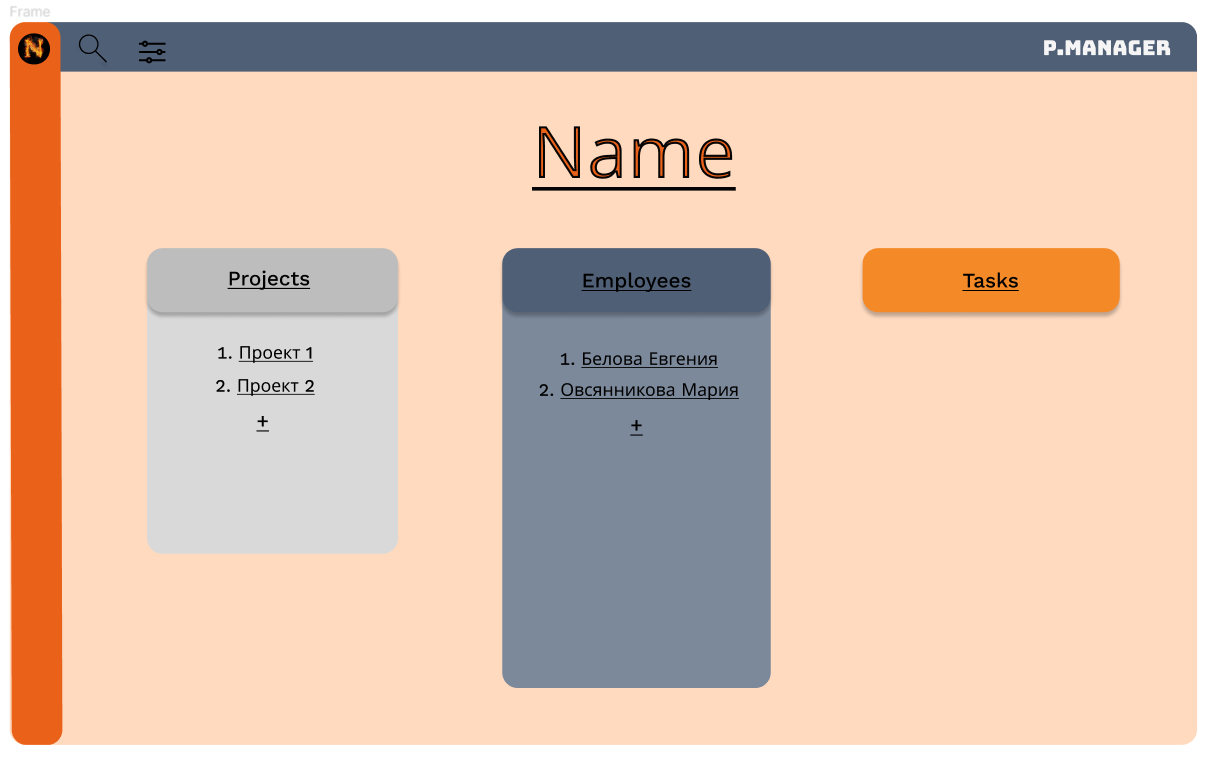 Frame
N
P.MANAGER
Name
Projects
1. Проект 1
2. Проект 2
+
Employees
1. Белова Евгения
2. Овсянникова Мария
+
Tasks